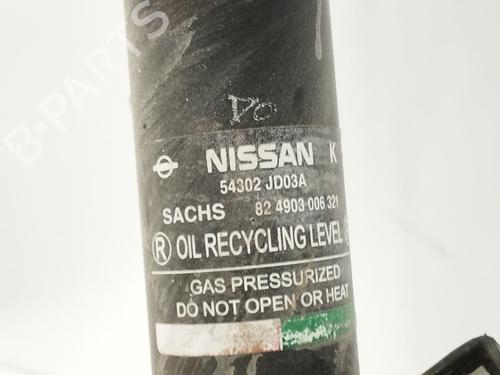 B-PARTS
DO
NISSAN K
54302 JD03A
SACHS 82 4903 006 321
R OIL RECYCLING LEVEL
GAS PRESSURIZED
DO NOT OPEN OR HEAT